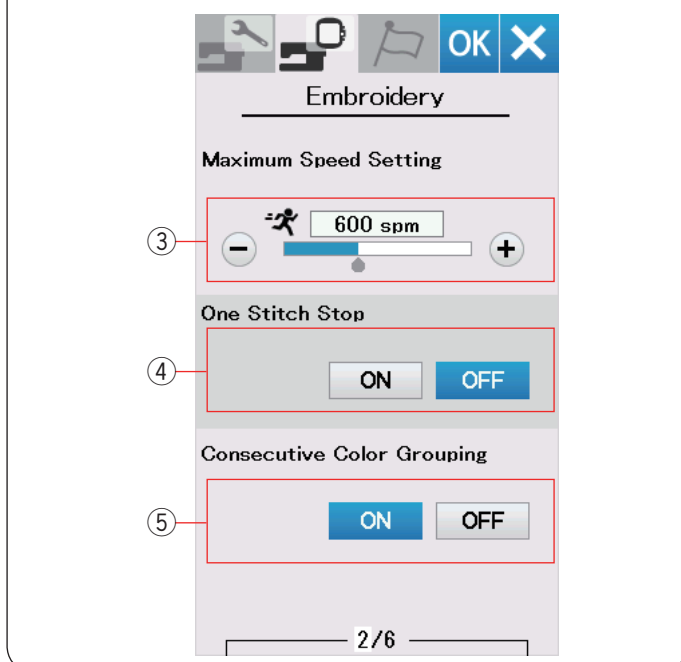 OK
Embroidery
Maximum Speed Setting
③
600 spm
One Stitch Stop
④
ON OFF
Consecutive Color Grouping
⑤
ON OFF
2/6